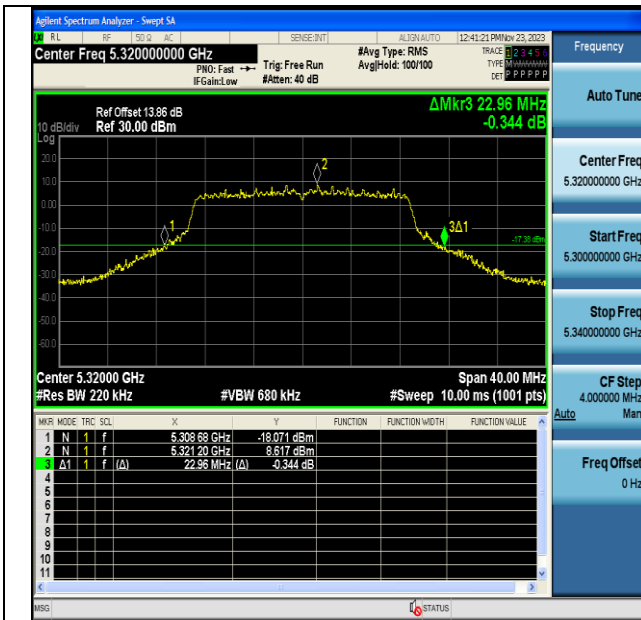 Agilent Spectrum Analyzer - Swept SA
RL RF 50 Ω AC SENSE:INT ALIGN AUTO 12:41:21 PM Nov 23, 2023
Center Freq 5.320000000 GHz
PNO: Fast
IFGain:Low
Trig: Free Run
#Atten: 40 dB
#Avg Type: RMS
Avg|Hold: 100/100
TRACE 1 2 3 4 5 6
TYPE M
DET P P P P P P
Ref Offset 13.86 dB
10 dB/div Ref 30.00 dBm
Log
ΔMkr3 22.96 MHz
-0.344 dB
20.0
10.0
0.00
-10.0
-20.0
-30.0
-40.0
-50.0
-60.0
1
2
3Δ1
-17.38 dBm
Center 5.32000 GHz Span 40.00 MHz
#Res BW 220 kHz #VBW 680 kHz #Sweep 10.00 ms (1001 pts)
MKR MODE TRC SCL X Y FUNCTION FUNCTION WIDTH FUNCTION VALUE
1 N 1 f 5.308 68 GHz -18.071 dBm
2 N 1 f 5.321 20 GHz 8.617 dBm
3 Δ1 1 f (Δ) 22.96 MHz (Δ) -0.344 dB
4
5
6
7
8
9
10
11
MSG STATUS
Frequency
Auto Tune
Center Freq
5.320000000 GHz
Start Freq
5.300000000 GHz
Stop Freq
5.340000000 GHz
CF Step
4.000000 MHz
Auto Man
Freq Offset
0 Hz